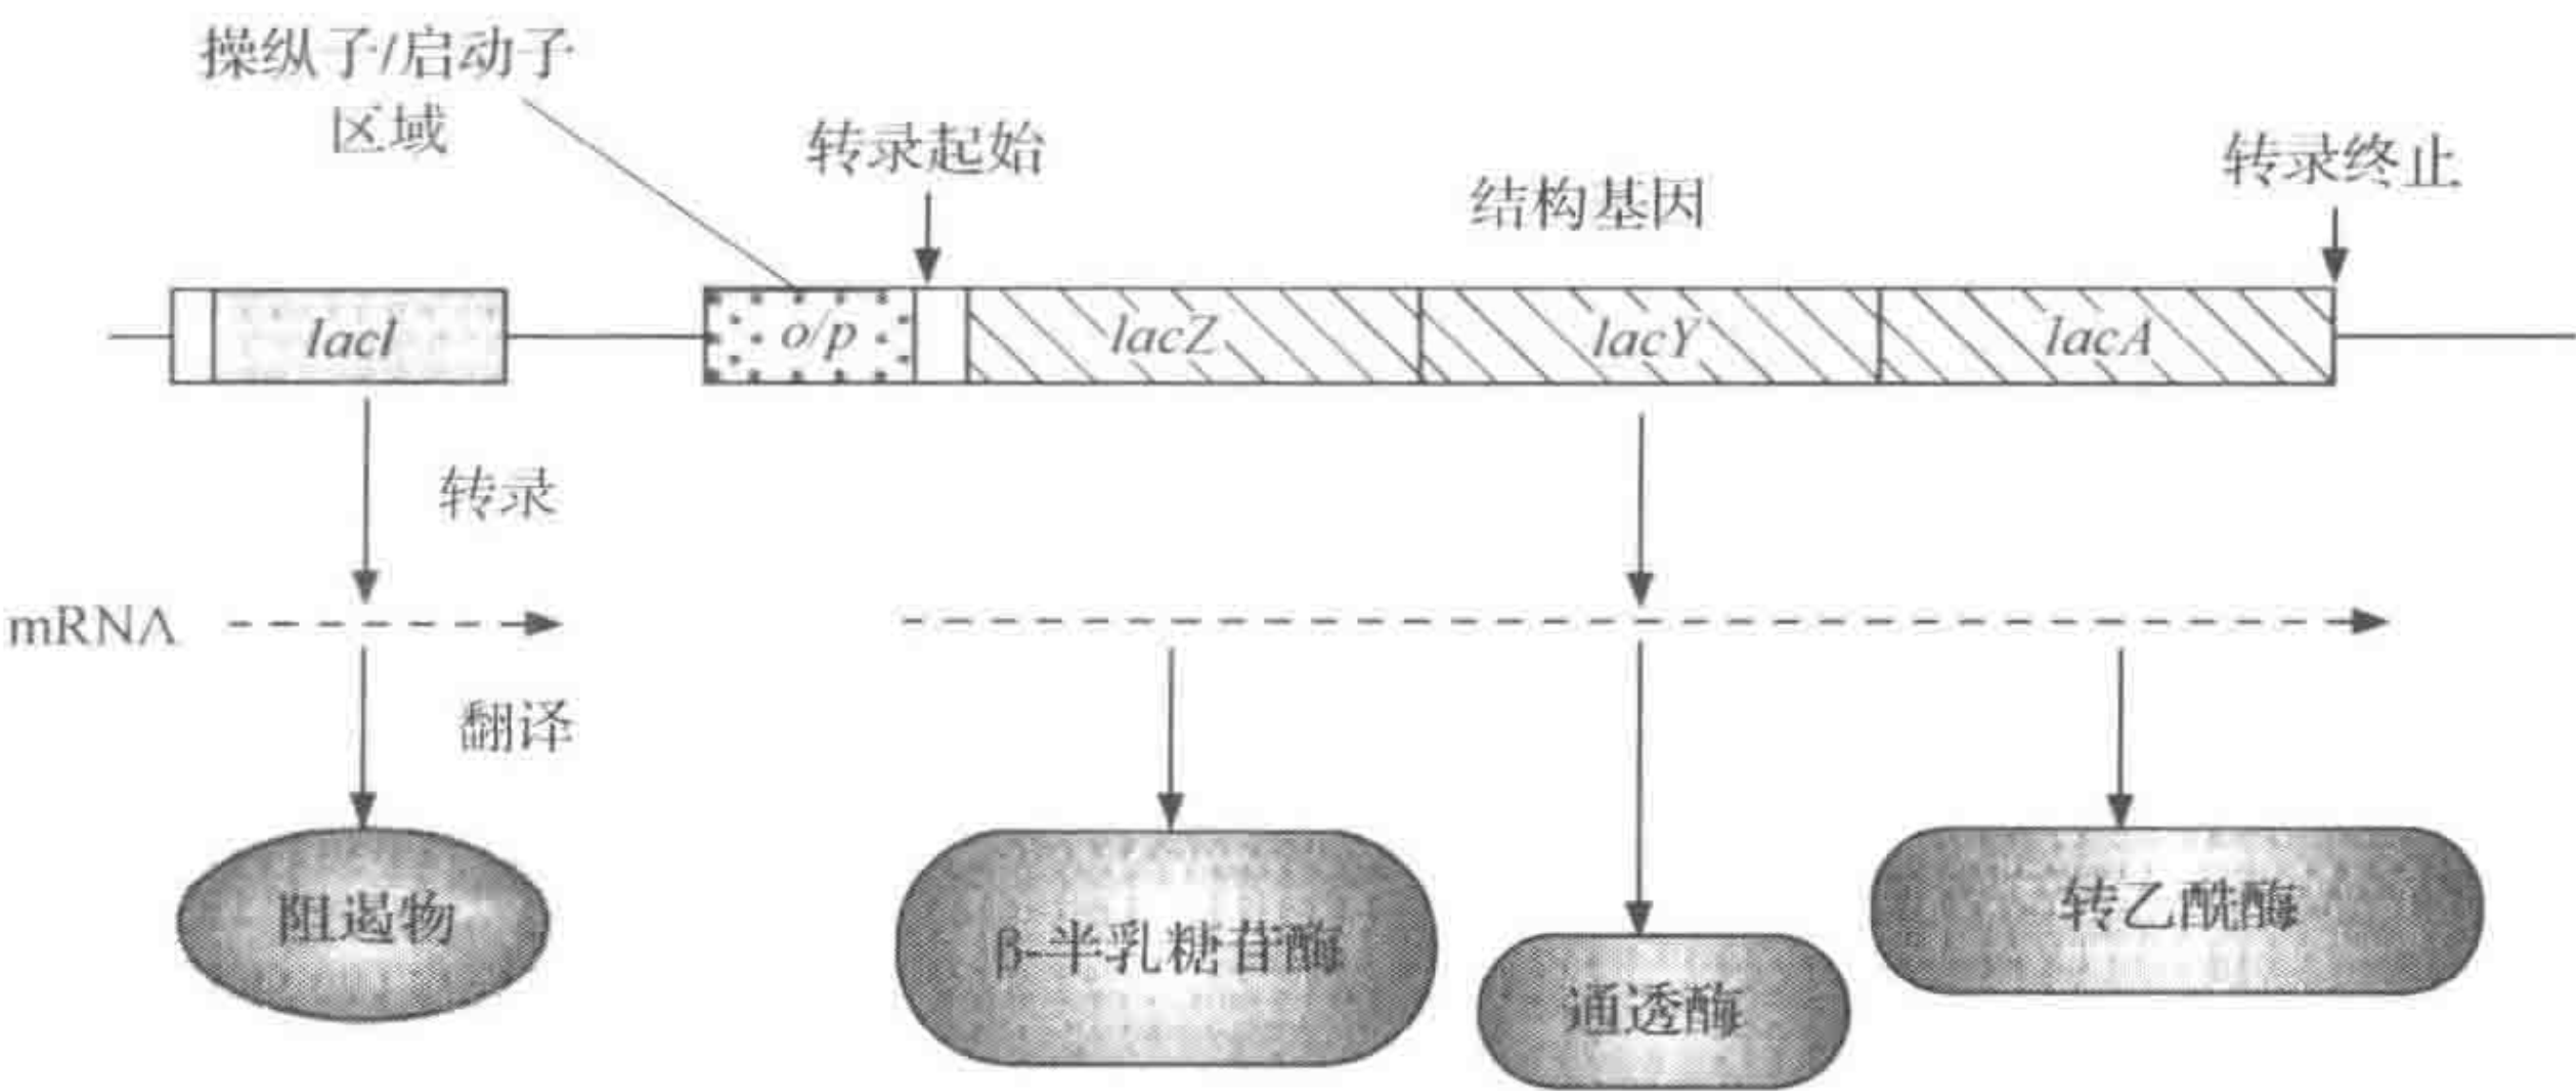 操纵子/启动子
区域
转录起始
结构基因
转录终止
lacI
o/p
lacZ
lacY
lacA
转录
mRNA
翻译
阻遏物
β-半乳糖苷酶
通透酶
转乙酰酶